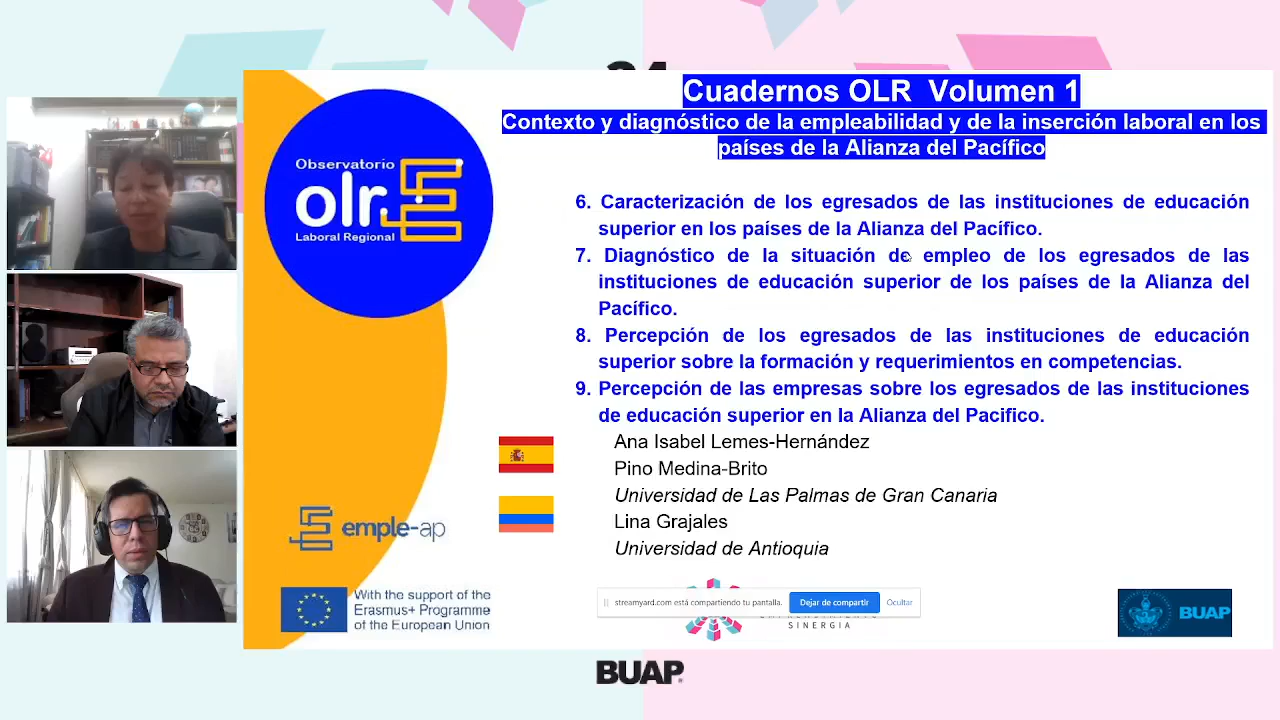 Cuadernos OLR Volumen 1
Contexto y diagnóstico de la empleabilidad y de la inserción laboral en los
países de la Alianza del Pacífico
Observatorio
olr.
Laboral Regional
6. Caracterización de los egresados de las instituciones de educación
superior en los países de la Alianza del Pacífico.
7. Diagnóstico de la situación de empleo de los egresados de las
instituciones de educación superior de los países de la Alianza del
Pacífico.
8. Percepción de los egresados de las instituciones de educación
superior sobre la formación y requerimientos en competencias.
9. Percepción de las empresas sobre los egresados de las instituciones
de educación superior en la Alianza del Pacifico.
Ana Isabel Lemes-Hernández
Pino Medina-Brito
Universidad de Las Palmas de Gran Canaria
Lina Grajales
Universidad de Antioquia
emple-ap
With the support of the
Erasmus+ Programme
of the European Union
streamyard.com está compartiendo tu pantalla.
Dejar de compartir
Ocultar
SINERGIA
BUAP
BUAP